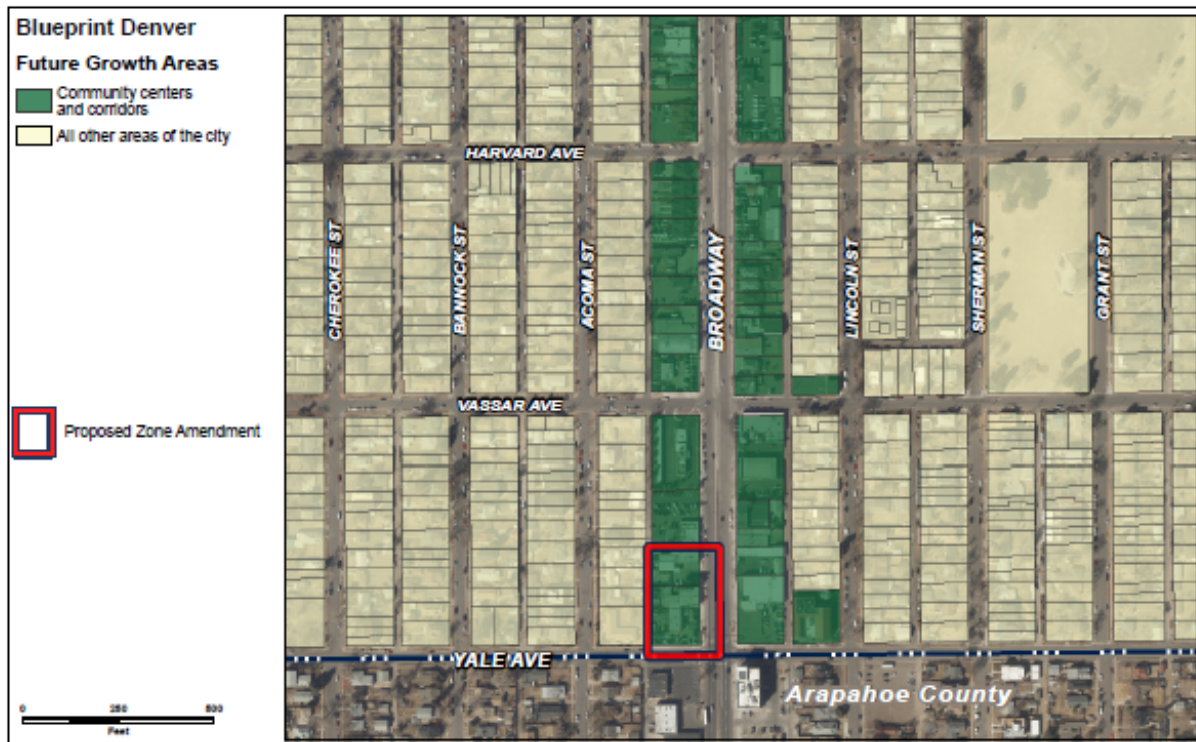 Blueprint Denver
Future Growth Areas
Community centers
and corridors
All other areas of the city
Proposed Zone Amendment
0 250 500
Feet
HARVARD AVE
CHEROKEE ST
BANNOCK ST
ACOMA ST
BROADWAY
LINCOLN ST
SHERMAN ST
GRANT ST
VASSAR AVE
YALE AVE
Arapahoe County